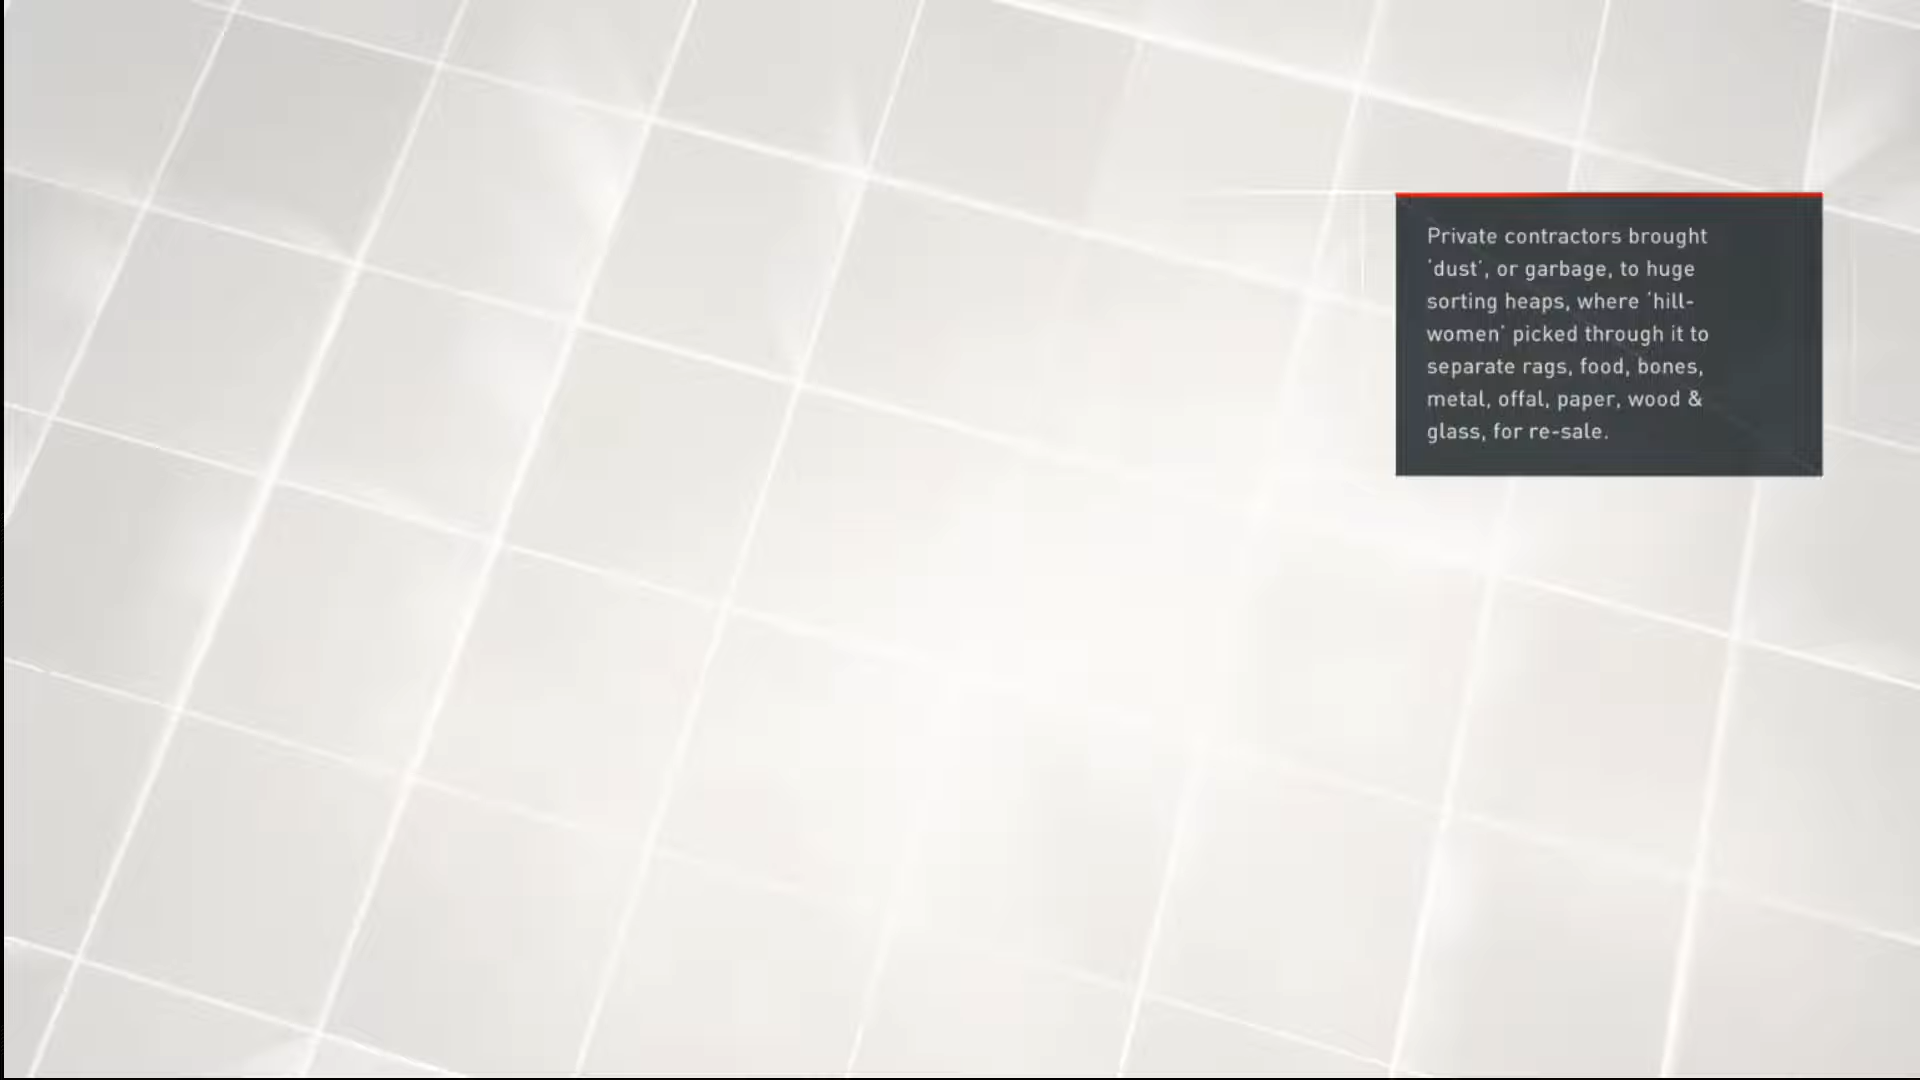 Private contractors brought
'dust', or garbage, to huge
sorting heaps, where 'hill-
women' picked through it to
separate rags, food, bones,
metal, offal, paper, wood &
glass, for re-sale.